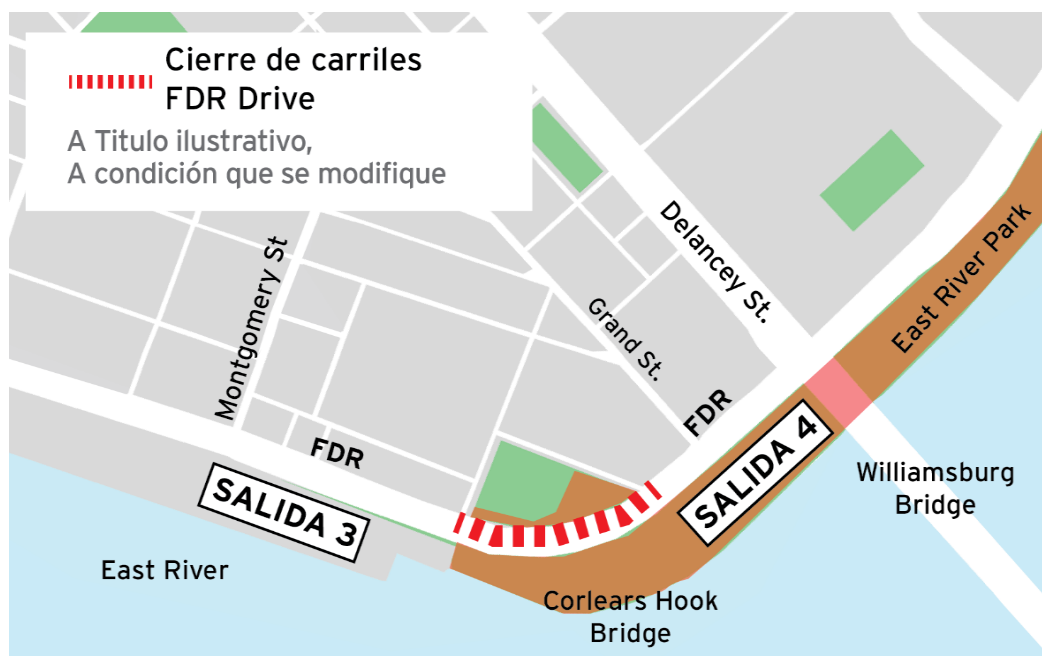 Cierre de carriles
FDR Drive
A Titulo ilustrativo,
A condición que se modifique
Montgomery St
Delancey St.
Grand St.
East River Park
FDR
FDR
SALIDA 3
SALIDA 4
Williamsburg
Bridge
East River
Corlears Hook
Bridge